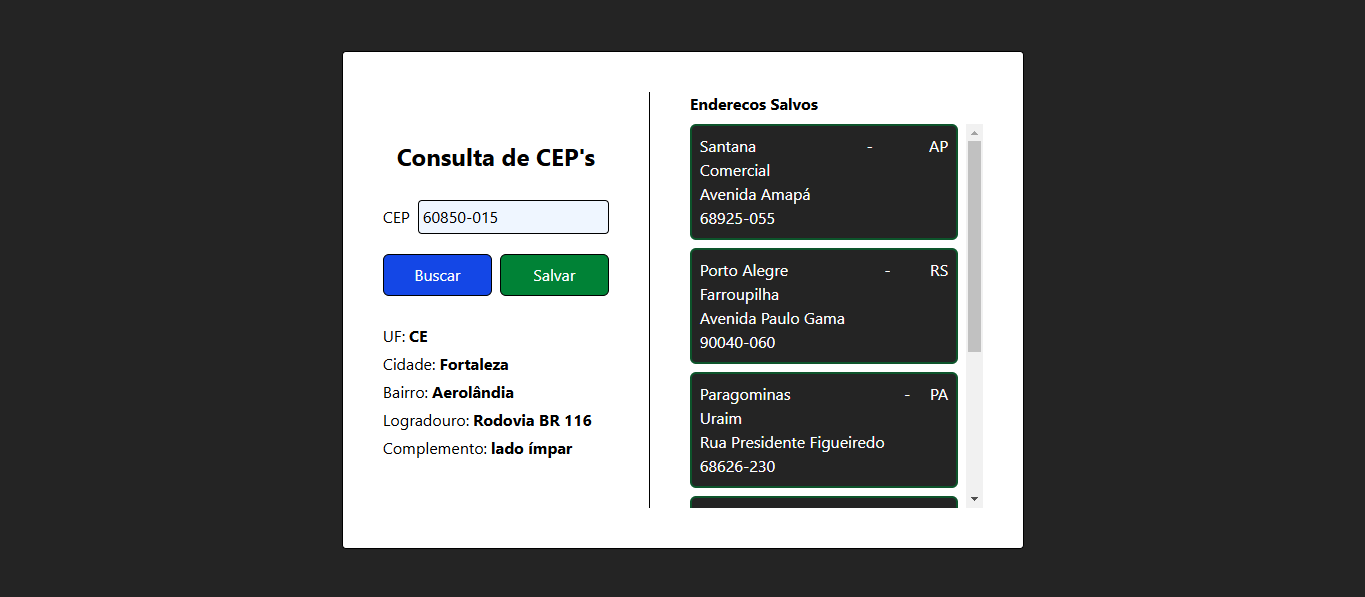 Consulta de CEP's
CEP 60850-015
Buscar Salvar
UF: CE
Cidade: Fortaleza
Bairro: Aerolândia
Logradouro: Rodovia BR 116
Complemento: lado ímpar
Enderecos Salvos
Santana - AP
Comercial
Avenida Amapá
68925-055
Porto Alegre - RS
Farroupilha
Avenida Paulo Gama
90040-060
Paragominas - PA
Uraim
Rua Presidente Figueiredo
68626-230